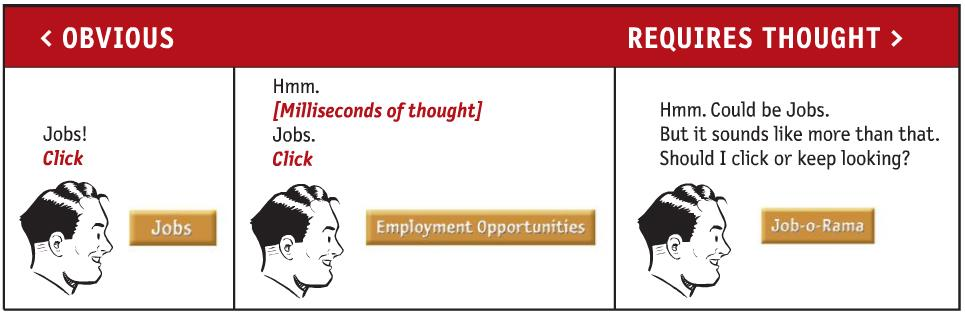 < OBVIOUS
REQUIRES THOUGHT >
Jobs!
Click
Jobs
Hmm.
[Milliseconds of thought]
Jobs.
Click
Employment Opportunities
Hmm. Could be Jobs.
But it sounds like more than that.
Should I click or keep looking?
Job-o-Rama